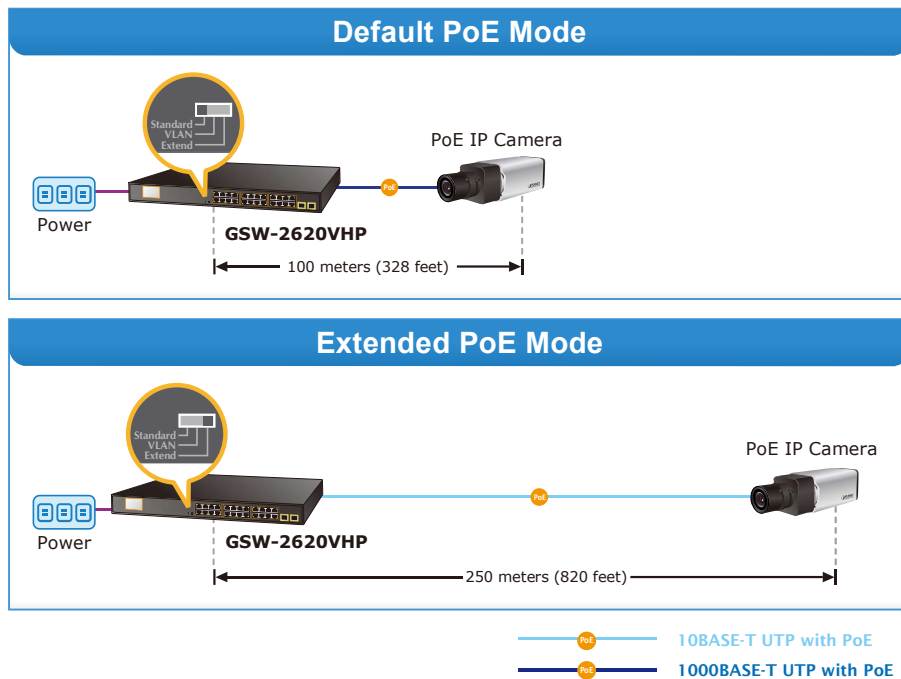 Default PoE Mode
Standard
VLAN
Extend
PoE IP Camera
PoE
Power
GSW-2620VHP
100 meters (328 feet)
Extended PoE Mode
Standard
VLAN
Extend
PoE IP Camera
PoE
Power
GSW-2620VHP
250 meters (820 feet)
PoE 10BASE-T UTP with PoE
PoE 1000BASE-T UTP with PoE